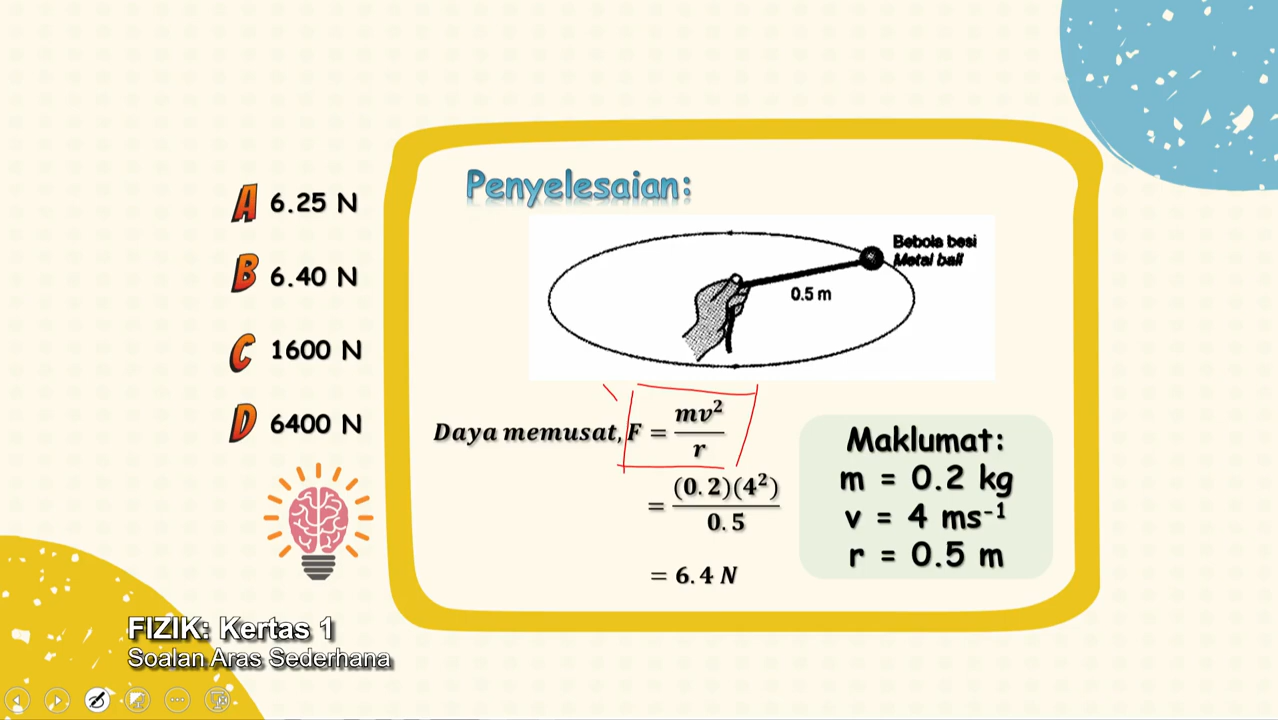 A 6.25 N
B 6.40 N
C 1600 N
D 6400 N
Penyelesaian:
Bebola besi
Metal ball
0.5 m
Daya memusat, F = mv²/r
= (0.2)(4²)/0.5
= 6.4 N
Maklumat:
m = 0.2 kg
v = 4 ms⁻¹
r = 0.5 m
FIZIK: Kertas 1
Soalan Aras Sederhana